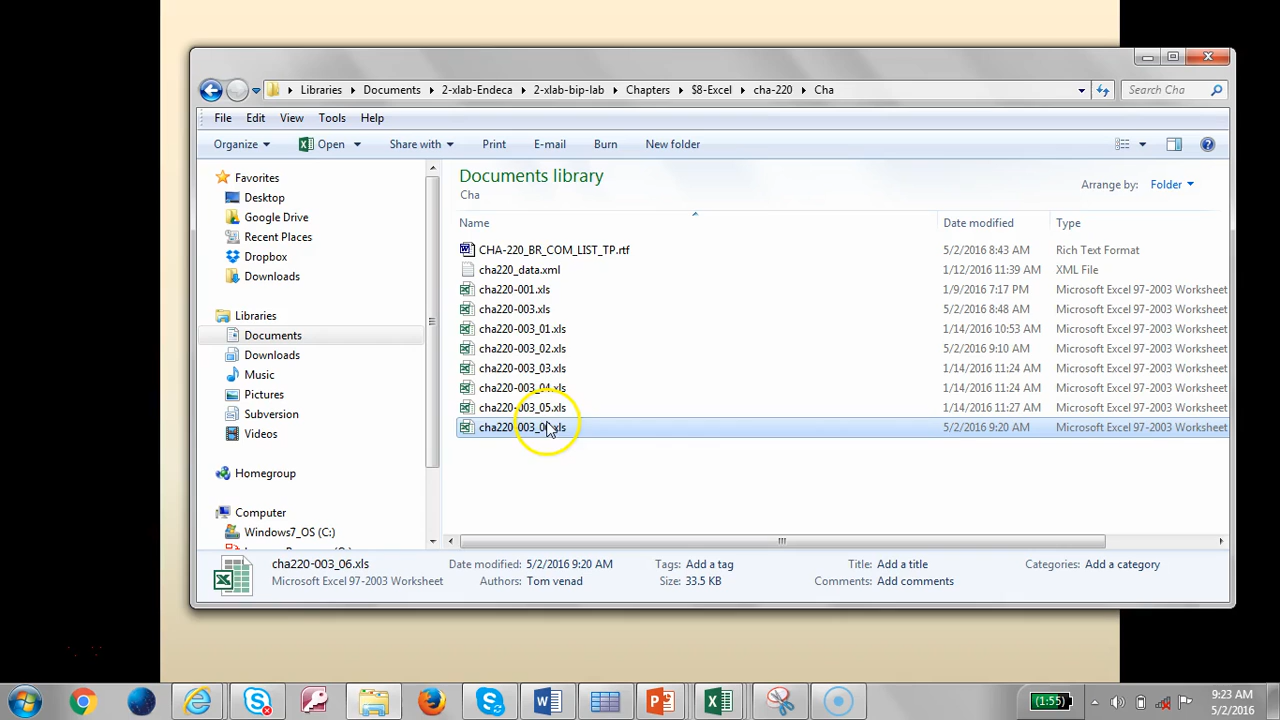 Libraries Documents 2-xlab-Endeca 2-xlab-bip-lab Chapters $8-Excel cha-220 Cha Search Cha
File Edit View Tools Help
Organize Open Share with Print E-mail Burn New folder
Favorites
Desktop
Google Drive
Recent Places
Dropbox
Downloads
Libraries
Documents
Downloads
Music
Pictures
Subversion
Videos
Homegroup
Computer
Windows7_OS (C:)
Documents library
Cha
Arrange by: Folder
Name Date modified Type
CHA-220_BR_COM_LIST_TP.rtf 5/2/2016 8:43 AM Rich Text Format
cha220_data.xml 1/12/2016 11:39 AM XML File
cha220-001.xls 1/9/2016 7:17 PM Microsoft Excel 97-2003 Worksheet
cha220-003.xls 5/2/2016 8:48 AM Microsoft Excel 97-2003 Worksheet
cha220-003_01.xls 1/14/2016 10:53 AM Microsoft Excel 97-2003 Worksheet
cha220-003_02.xls 5/2/2016 9:10 AM Microsoft Excel 97-2003 Worksheet
cha220-003_03.xls 1/14/2016 11:24 AM Microsoft Excel 97-2003 Worksheet
cha220-003_04.xls 1/14/2016 11:24 AM Microsoft Excel 97-2003 Worksheet
cha220-003_05.xls 1/14/2016 11:27 AM Microsoft Excel 97-2003 Worksheet
cha220-003_06.xls 5/2/2016 9:20 AM Microsoft Excel 97-2003 Worksheet
cha220-003_06.xls Date modified: 5/2/2016 9:20 AM Tags: Add a tag Title: Add a title Categories: Add a category
Microsoft Excel 97-2003 Worksheet Authors: Tom venad Size: 33.5 KB Comments: Add comments
(1:55)
9:23 AM
5/2/2016